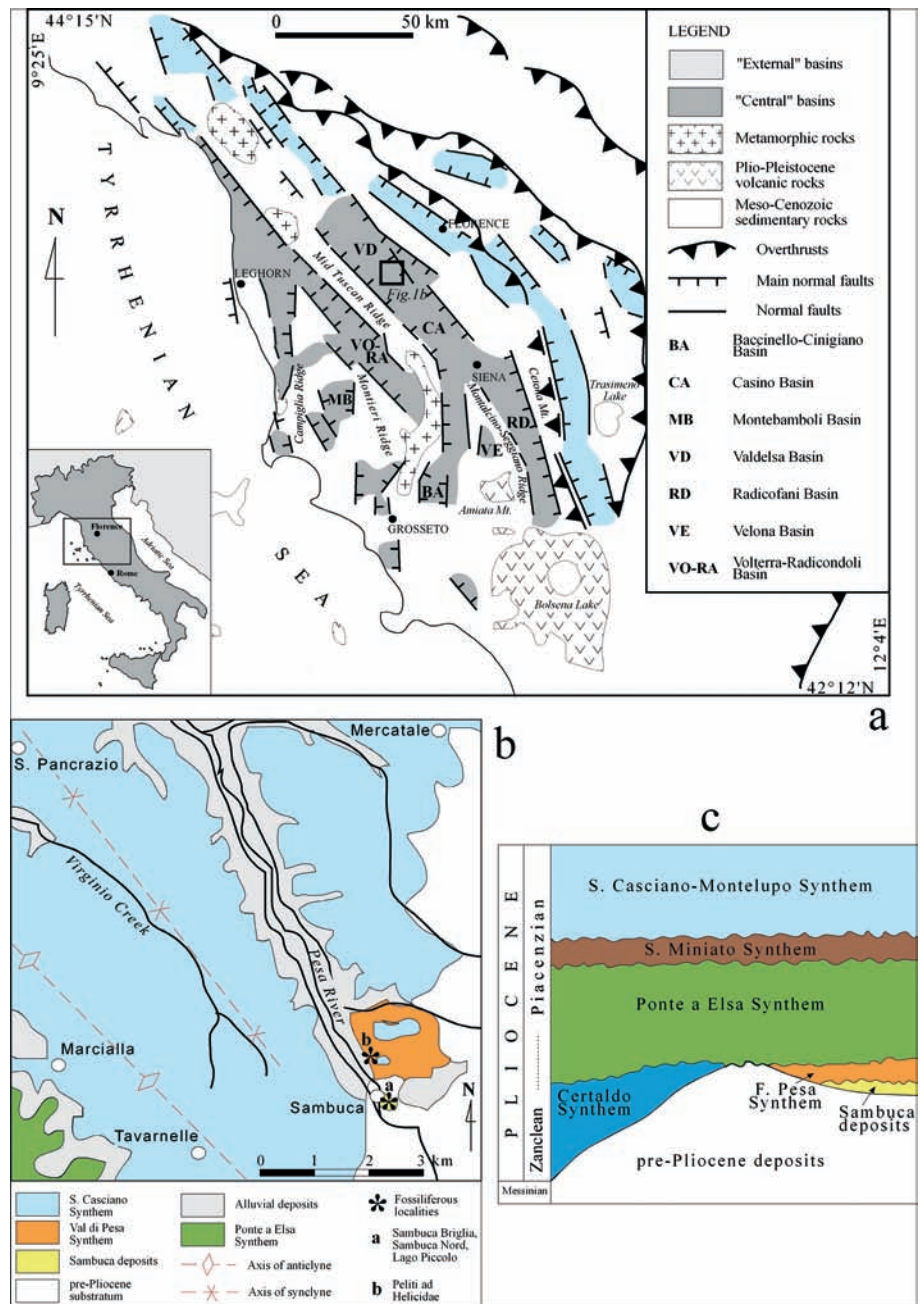 44°15'N
9°25'E
0 50 km
N
TYRRHENIAN
SEA
LEGHORN
FLORENCE
VD
Fig.1b
Mid Tuscan Ridge
CA
VO-
RA
SIENA
Campiglia Ridge
MB
Montieri Ridge
Montalcino-Seggiano Ridge
RD
Cetona Mt.
Trasimeno
Lake
VE
BA
Amiata Mt.
GROSSETO
Bolsena Lake
12°4'E
42°12'N
LEGEND
"External" basins
"Central" basins
Metamorphic rocks
Plio-Pleistocene
volcanic rocks
Meso-Cenozoic
sedimentary rocks
Overthrusts
Main normal faults
Normal faults
BA Baccinello-Cinigiano
Basin
CA Casino Basin
MB Montebamboli Basin
VD Valdelsa Basin
RD Radicofani Basin
VE Velona Basin
VO-RA Volterra-Radicondoli
Basin
Florence
Rome
Adriatic Sea
Tyrrhenian Sea
a
b
Mercatale
S. Pancrazio
Virginio Creek
Pesa River
b
Marcialla
a
Sambuca
N
Tavarnelle
0 1 2 3 km
S. Casciano
Synthem
Val di Pesa
Synthem
Sambuca deposits
pre-Pliocene
substratum
Alluvial deposits
Ponte a Elsa
Synthem
Axis of anticlyne
Axis of synclyne
Fossiliferous
localities
a Sambuca Briglia,
Sambuca Nord,
Lago Piccolo
b Peliti ad
Helicidae
c
PLIOCENE
Piacenzian
Zanclean
Messinian
S. Casciano-Montelupo Synthem
S. Miniato Synthem
Ponte a Elsa Synthem
Certaldo
Synthem
F. Pesa
Synthem
Sambuca
deposits
pre-Pliocene deposits